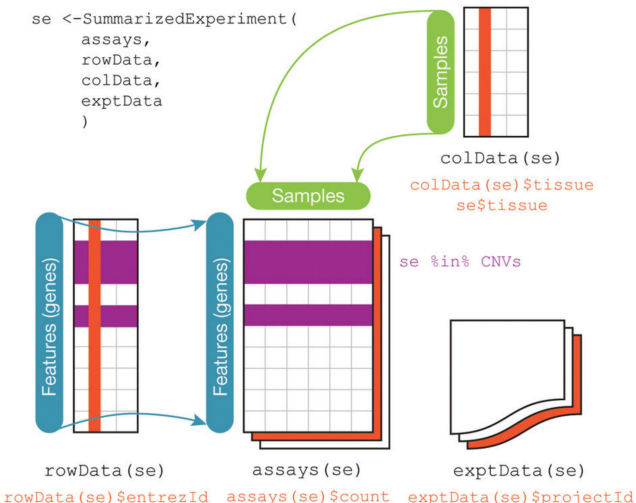 se <-SummarizedExperiment(
assays,
rowData,
colData,
exptData
)
Samples
colData(se)
colData(se)$tissue
se$tissue
Samples
Features (genes)
Features (genes)
se %in% CNVs
rowData(se)
assays(se)
exptData(se)
rowData(se)$entrezId
assays(se)$count
exptData(se)$projectId